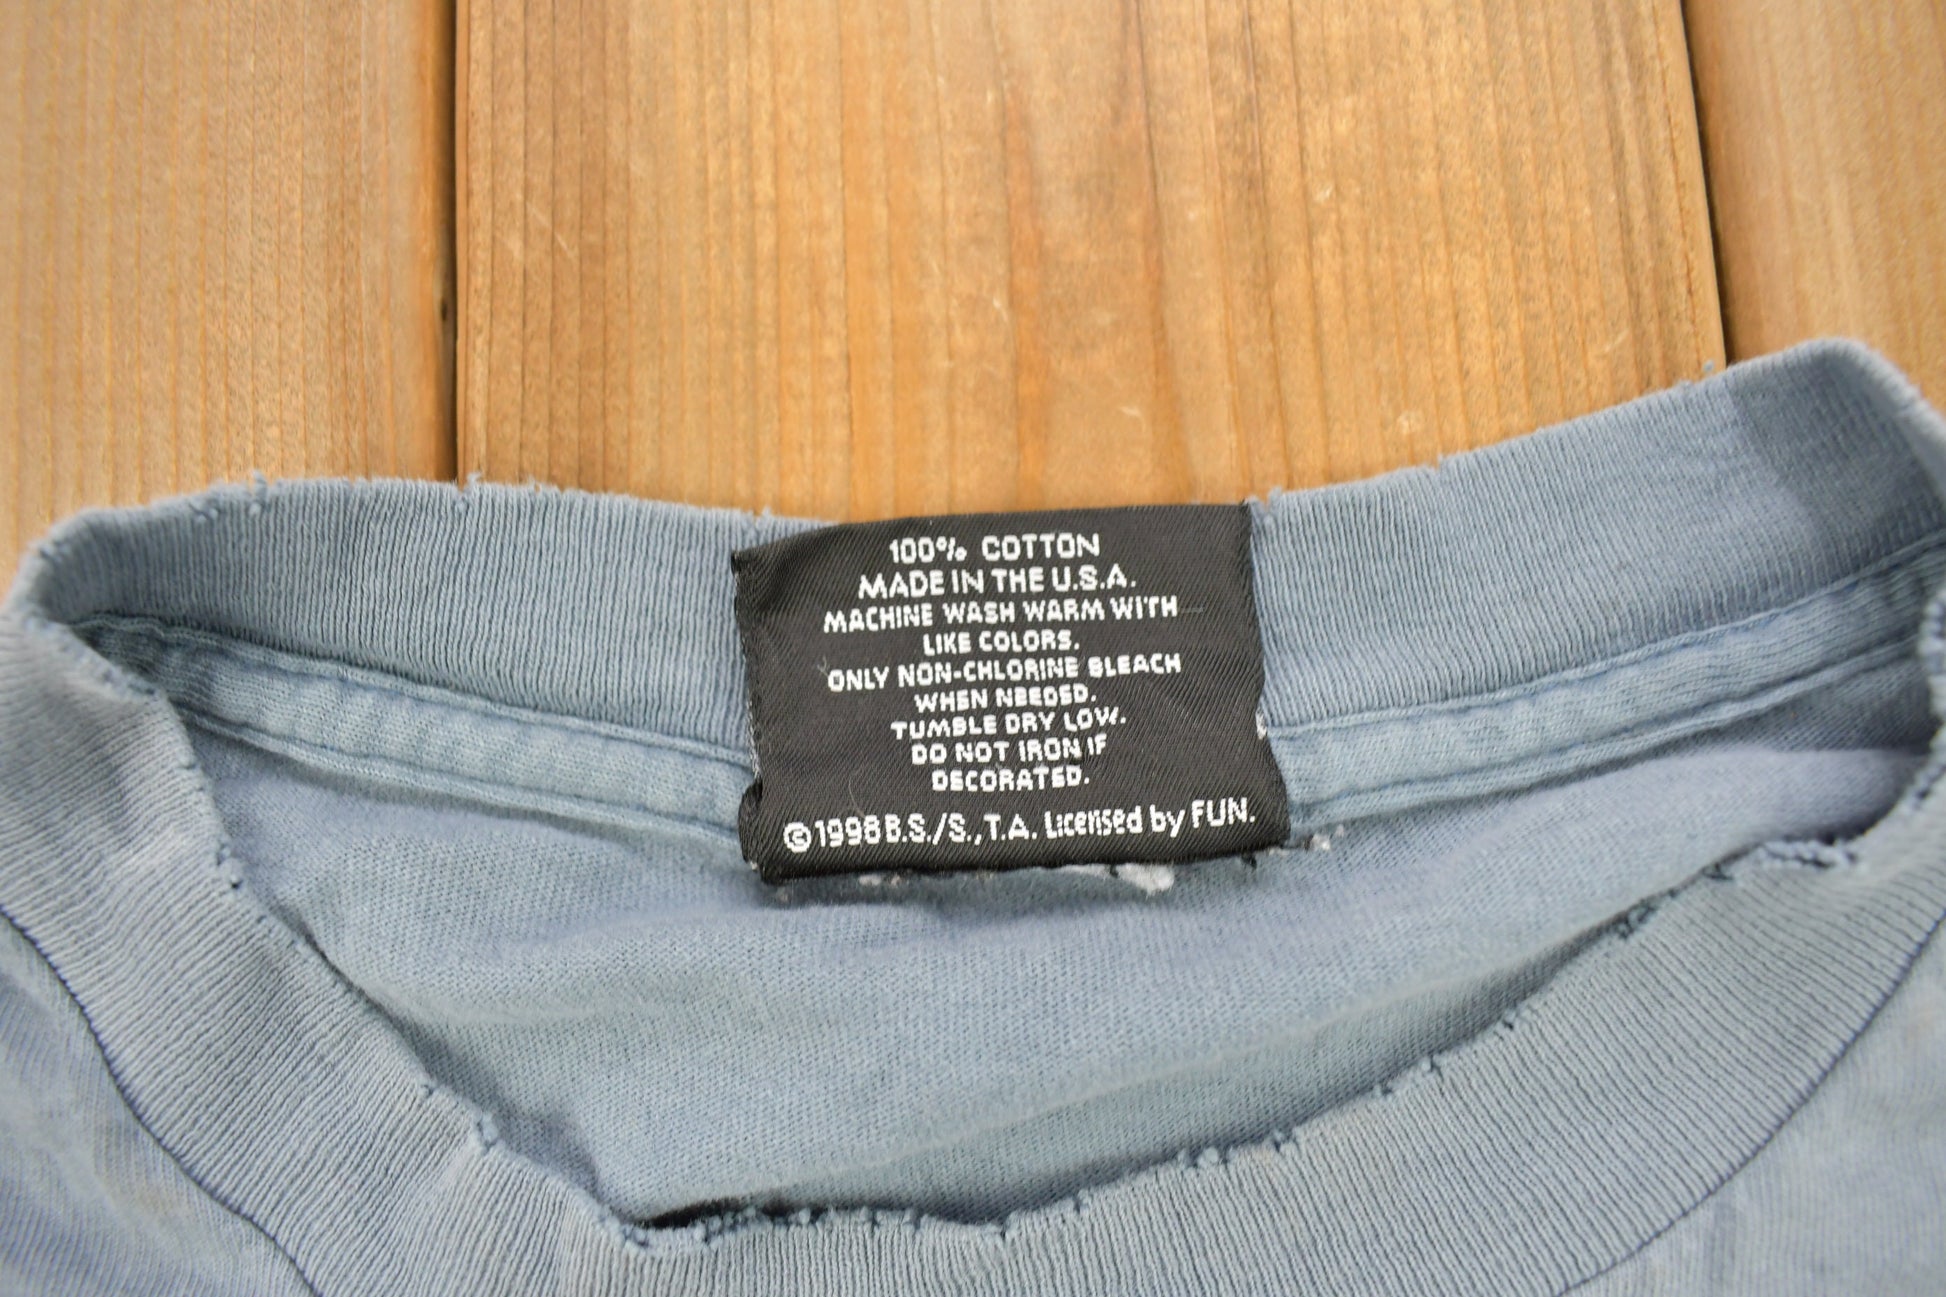 100% COTTON
MADE IN THE U.S.A.
MACHINE WASH WARM WITH
LIKE COLORS.
ONLY NON-CHLORINE BLEACH
WHEN NEEDED.
TUMBLE DRY LOW.
DO NOT IRON IF
DECORATED.
©1998 B.S./S., T.A. Licensed by FUN.